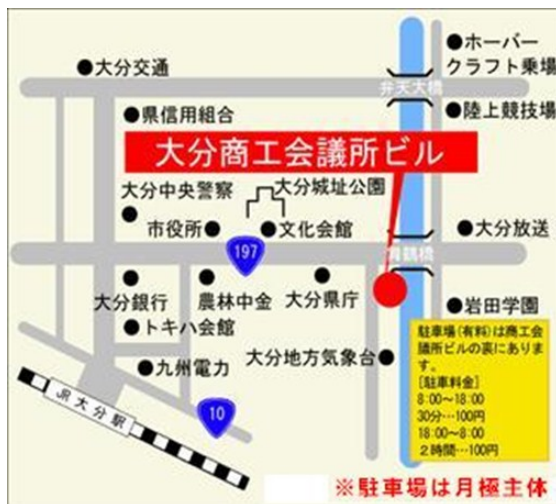 ●ホーバー
クラフト乗場
●大分交通
弁天大橋
●県信用組合
●陸上競技場
大分商工会議所ビル
大分中央警察
大分城址公園
市役所●
●文化会館
●大分放送
197
舞鶴橋
大分銀行
農林中金
大分県庁
●岩田学園
●トキハ会館
●九州電力
大分地方気象台●
駐車場(有料)は商工会
議所ビルの裏にありま
す。
[駐車料金]
8:00〜18:00
30分…100円
18:00〜8:00
2時間…100円
JR大分駅
10
※駐車場は月極主体